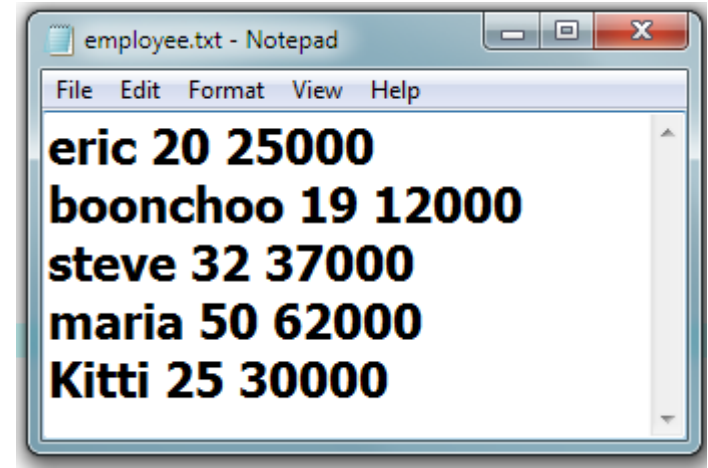 employee.txt - Notepad
File Edit Format View Help
eric 20 25000
boonchoo 19 12000
steve 32 37000
maria 50 62000
Kitti 25 30000